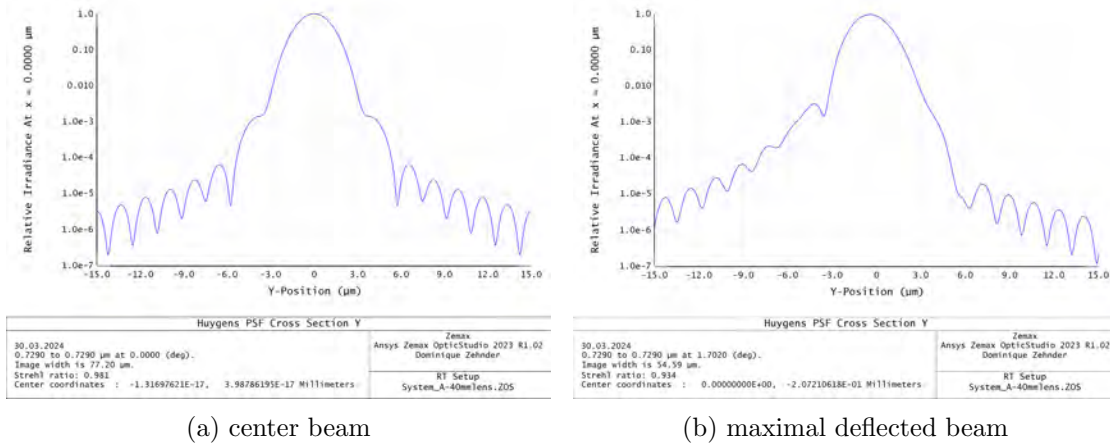 Relative Irradiance At x = 0.0000 µm
1.0
0.10
0.010
1.0e-3
1.0e-4
1.0e-5
1.0e-6
1.0e-7
-15.0 -12.0 -9.0 -6.0 -3.0 0 3.0 6.0 9.0 12.0 15.0
Y-Position (µm)
Huygens PSF Cross Section Y
30.03.2024
0.7290 to 0.7290 µm at 0.0000 (deg).
Image width is 77.20 µm.
Strehl ratio: 0.981
Center coordinates : -1.31697621E-17, 3.98786195E-17 Millimeters
Zemax
Ansys Zemax OpticStudio 2023 R1.02
Dominique Zehnder
RT Setup
System_A-40mmlens.ZOS
(a) center beam
Relative Irradiance At x = 0.0000 µm
1.0
0.10
0.010
1.0e-3
1.0e-4
1.0e-5
1.0e-6
1.0e-7
-15.0 -12.0 -9.0 -6.0 -3.0 0 3.0 6.0 9.0 12.0 15.0
Y-Position (µm)
Huygens PSF Cross Section Y
30.03.2024
0.7290 to 0.7290 µm at 1.7020 (deg).
Image width is 54.59 µm.
Strehl ratio: 0.934
Center coordinates : 0.00000000E+00, -2.07210618E-01 Millimeters
Zemax
Ansys Zemax OpticStudio 2023 R1.02
Dominique Zehnder
RT Setup
System_A-40mmlens.ZOS
(b) maximal deflected beam